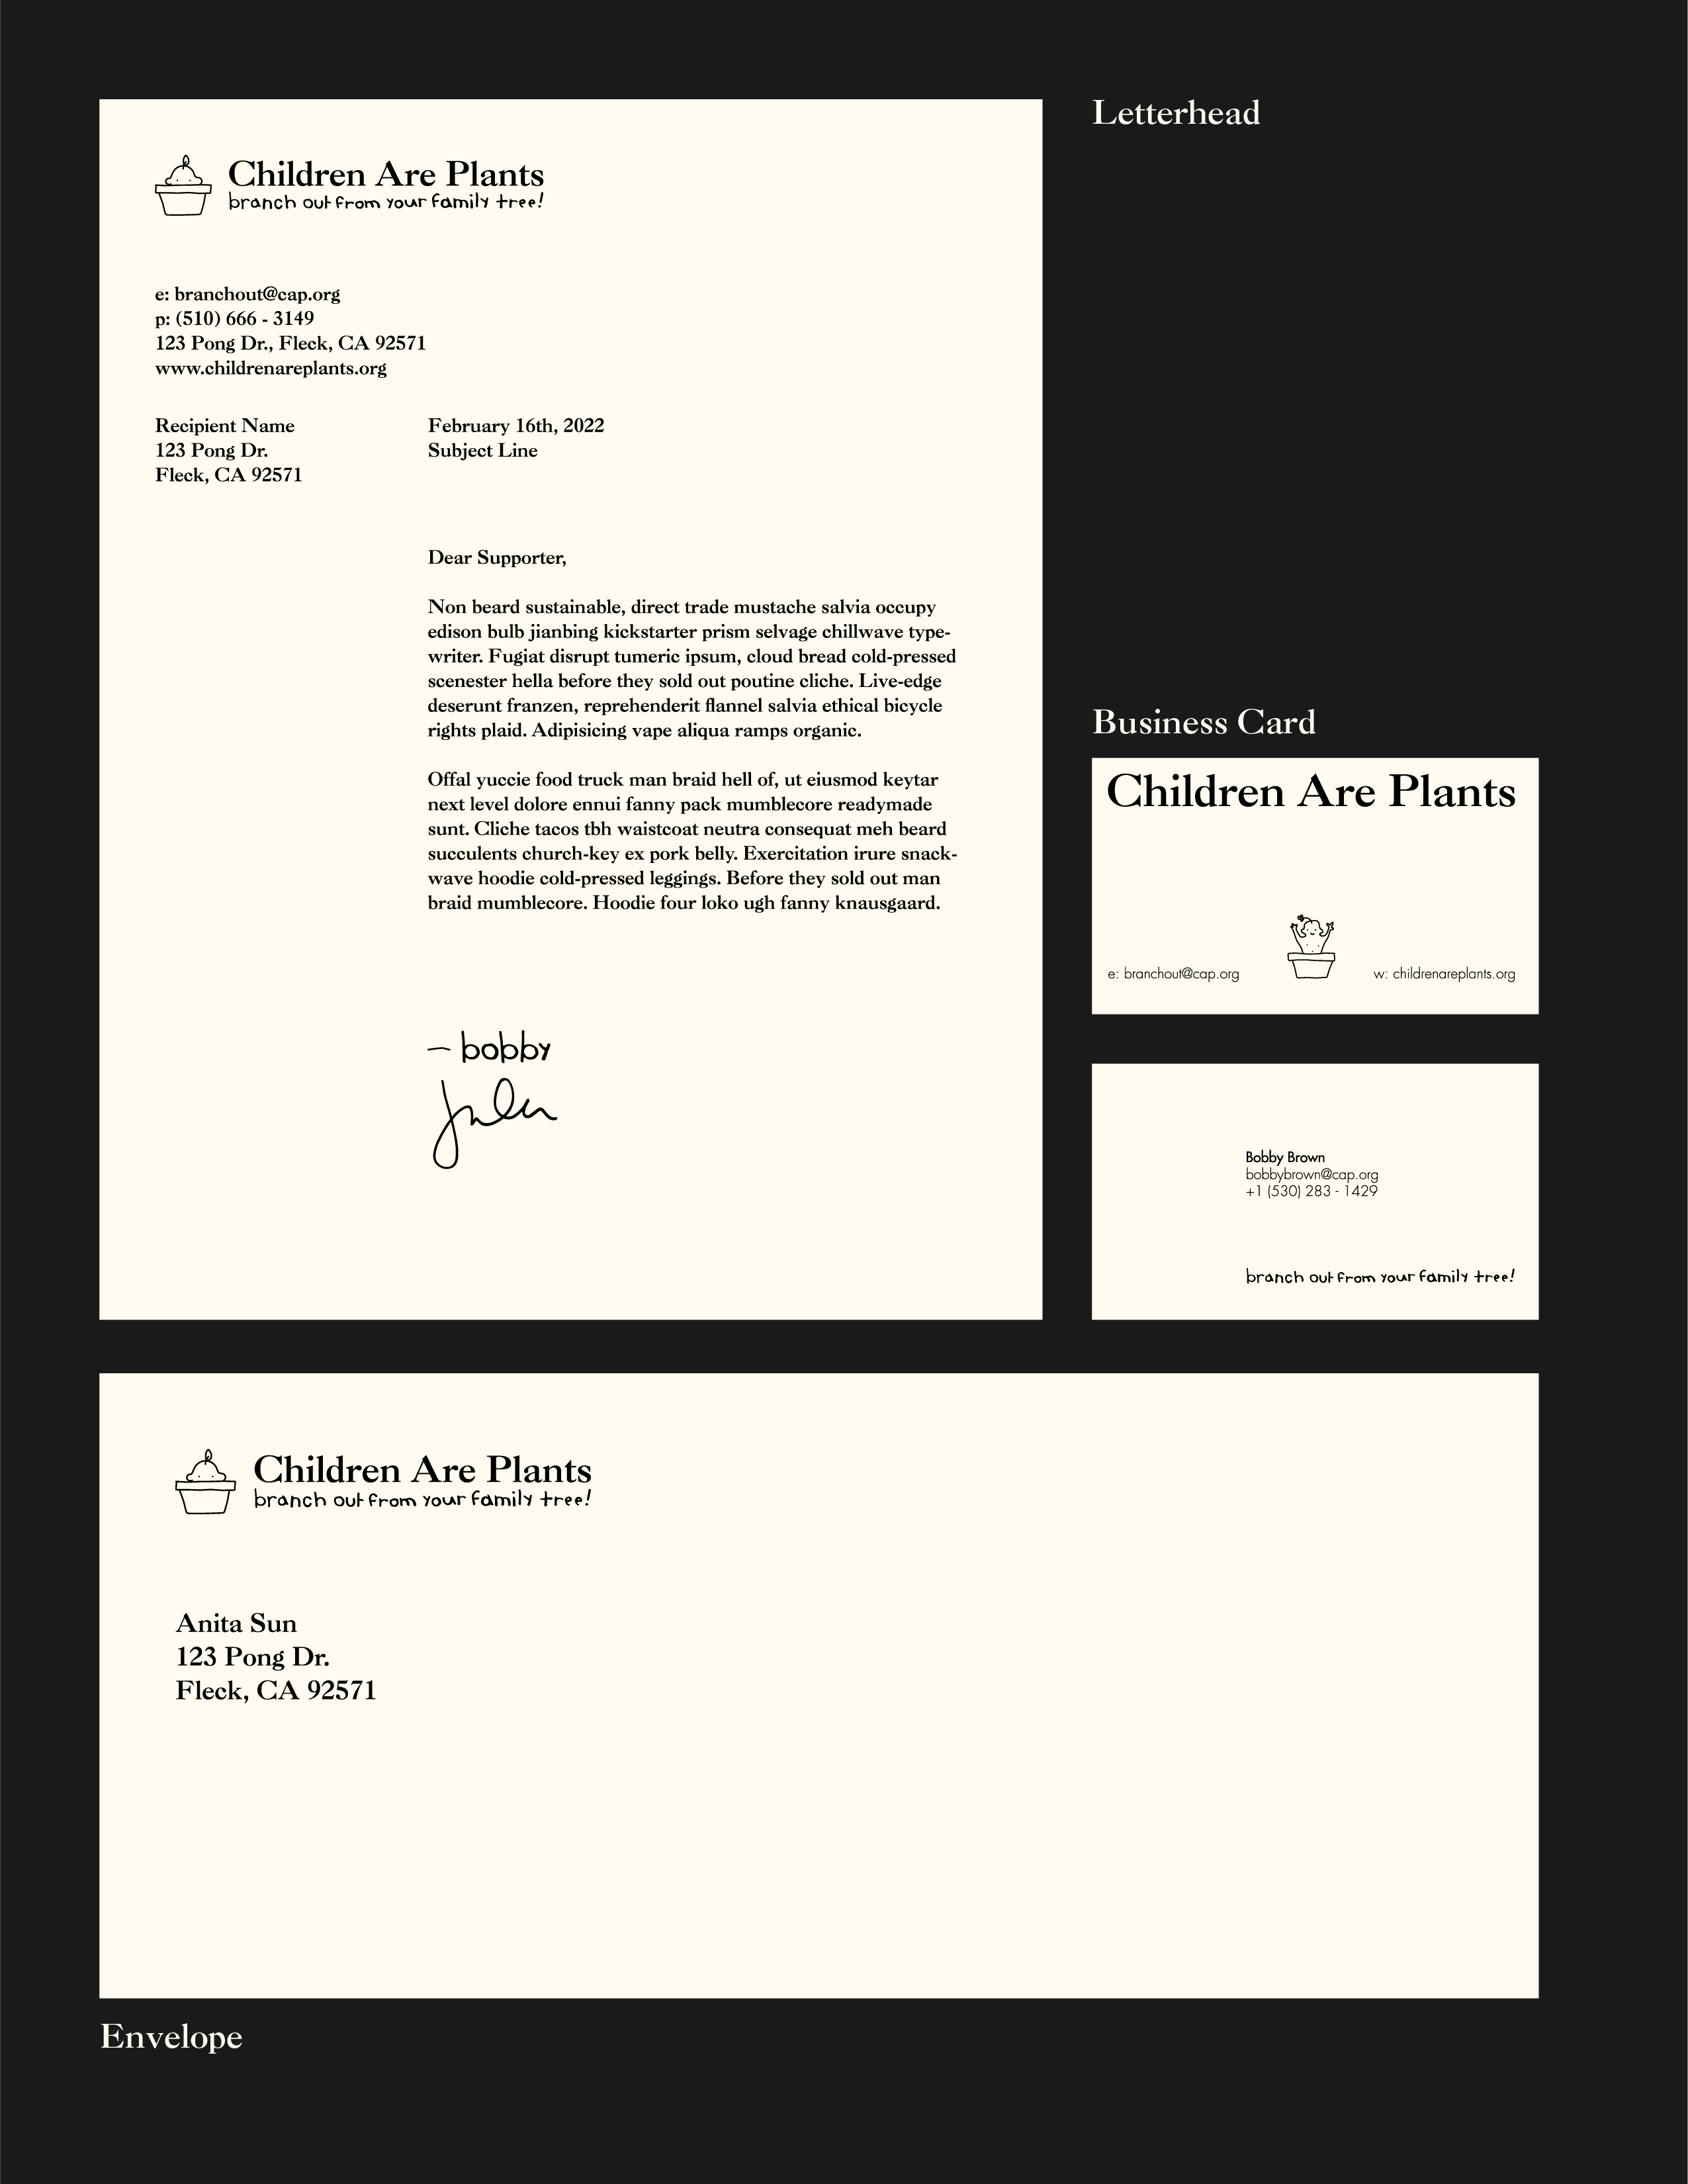 Letterhead
Children Are Plants
branch out from your family tree!
e: branchout@cap.org
p: (510) 666 - 3149
123 Pong Dr., Fleck, CA 92571
www.childrenareplants.org
Recipient Name
123 Pong Dr.
Fleck, CA 92571
February 16th, 2022
Subject Line
Dear Supporter,
Non beard sustainable, direct trade mustache salvia occupy
edison bulb jianbing kickstarter prism selvage chillwave type-
writer. Fugiat disrupt tumeric ipsum, cloud bread cold-pressed
scenester hella before they sold out poutine cliche. Live-edge
deserunt franzen, reprehenderit flannel salvia ethical bicycle
rights plaid. Adipisicing vape aliqua ramps organic.
Offal yuccie food truck man braid hell of, ut eiusmod keytar
next level dolore ennui fanny pack mumblecore readymade
sunt. Cliche tacos tbh waistcoat neutra consequat meh beard
succulents church-key ex pork belly. Exercitation irure snack-
wave hoodie cold-pressed leggings. Before they sold out man
braid mumblecore. Hoodie four loko ugh fanny knausgaard.
– bobby
Business Card
Children Are Plants
e: branchout@cap.org
w: childrenareplants.org
Bobby Brown
bobbybrown@cap.org
+1 (530) 283 - 1429
branch out from your family tree!
Children Are Plants
branch out from your family tree!
Anita Sun
123 Pong Dr.
Fleck, CA 92571
Envelope